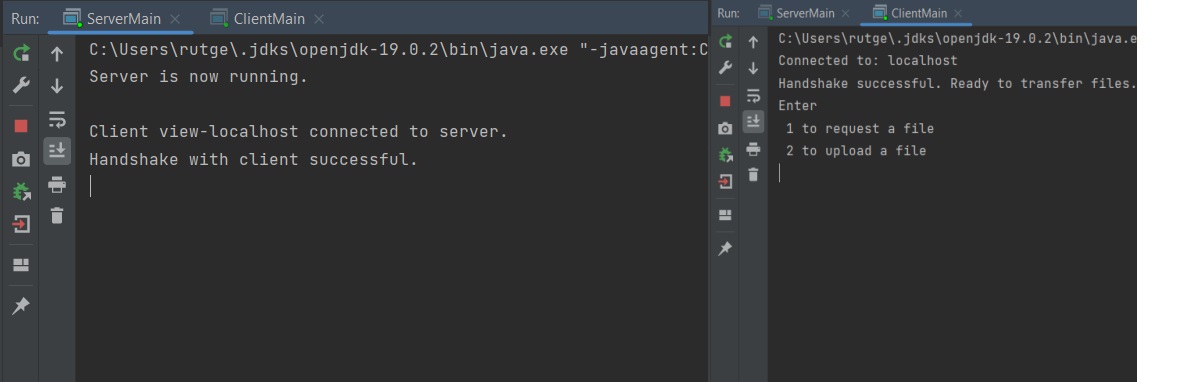 Run: ServerMain ClientMain
C:\Users\rutge\.jdks\openjdk-19.0.2\bin\java.exe "-javaagent:C
Server is now running.
Client view-localhost connected to server.
Handshake with client successful.
Run: ServerMain ClientMain
C:\Users\rutge\.jdks\openjdk-19.0.2\bin\java.e
Connected to: localhost
Handshake successful. Ready to transfer files.
Enter
1 to request a file
2 to upload a file